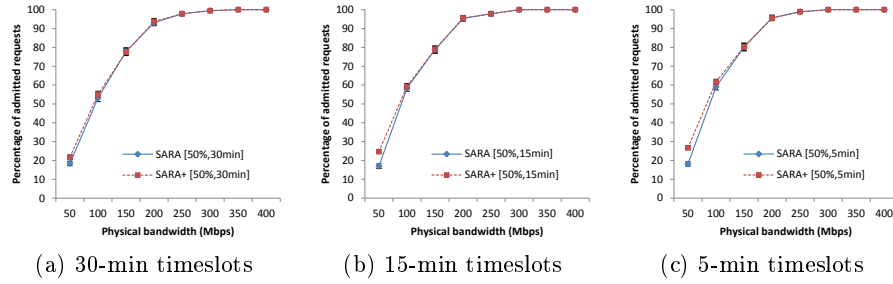 Percentage of admitted requests
100
90
80
70
60
50
40
30
20
10
0
SARA [50%,30min]
SARA+ [50%,30min]
50 100 150 200 250 300 350 400
Physical bandwidth (Mbps)
(a) 30-min timeslots
Percentage of admitted requests
100
90
80
70
60
50
40
30
20
10
0
SARA [50%,15min]
SARA+ [50%,15min]
50 100 150 200 250 300 350 400
Physical bandwidth (Mbps)
(b) 15-min timeslots
Percentage of admitted requests
100
90
80
70
60
50
40
30
20
10
0
SARA [50%,5min]
SARA+ [50%,5min]
50 100 150 200 250 300 350 400
Physical bandwidth (Mbps)
(c) 5-min timeslots